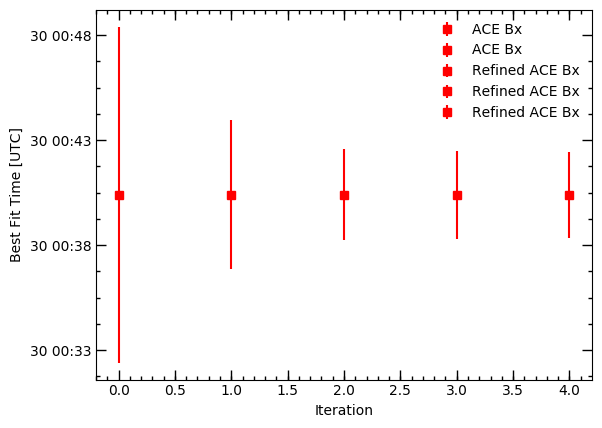 30 00:48
30 00:43
30 00:38
30 00:33
Best Fit Time [UTC]
ACE Bx
ACE Bx
Refined ACE Bx
Refined ACE Bx
Refined ACE Bx
0.0 0.5 1.0 1.5 2.0 2.5 3.0 3.5 4.0
Iteration